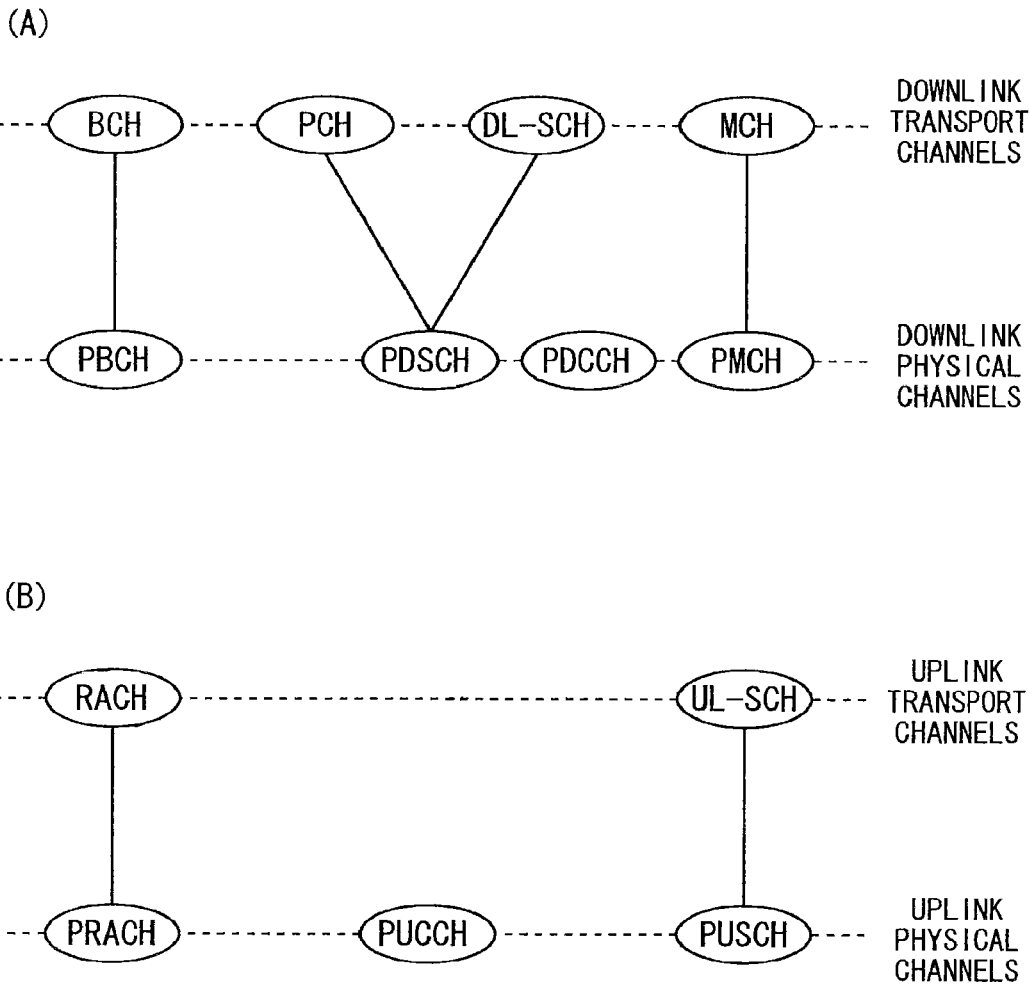 (A)
BCH
PCH
DL-SCH
MCH
DOWNLINK
TRANSPORT
CHANNELS
PBCH
PDSCH
PDCCH
PMCH
DOWNLINK
PHYSICAL
CHANNELS
(B)
RACH
UL-SCH
UPLINK
TRANSPORT
CHANNELS
PRACH
PUCCH
PUSCH
UPLINK
PHYSICAL
CHANNELS